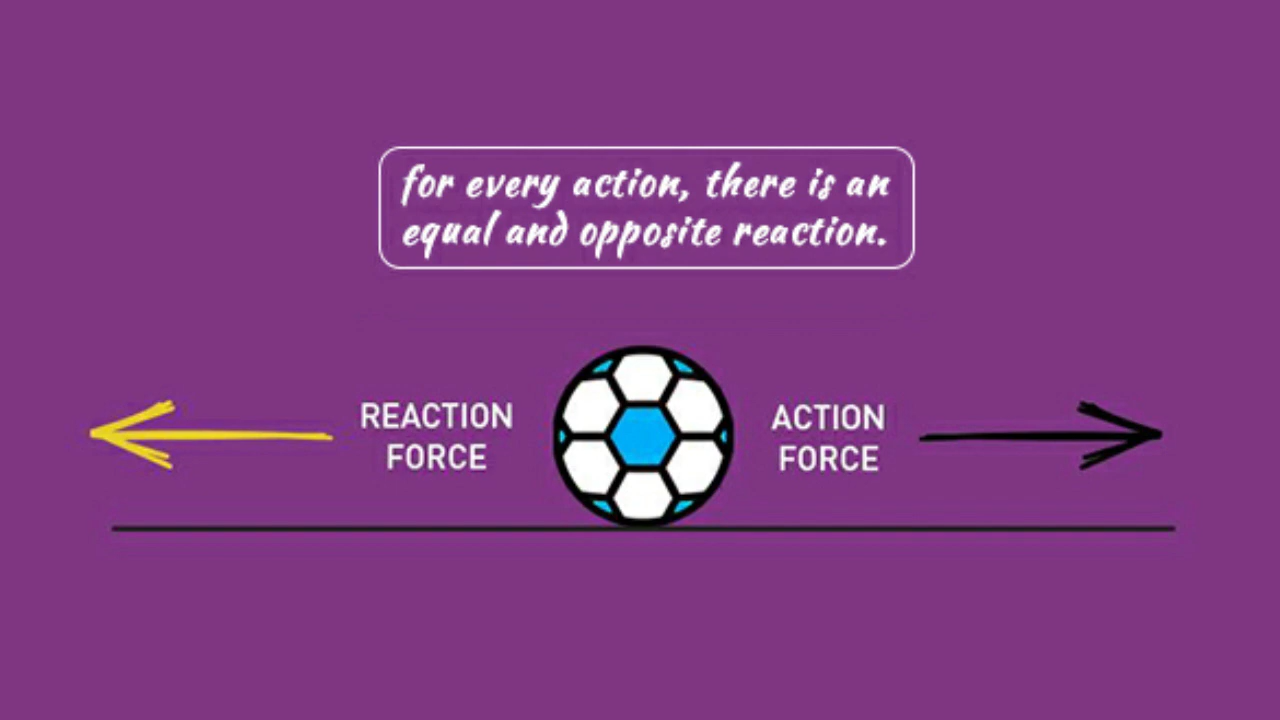 for every action, there is an
equal and opposite reaction.
REACTION
FORCE
ACTION
FORCE